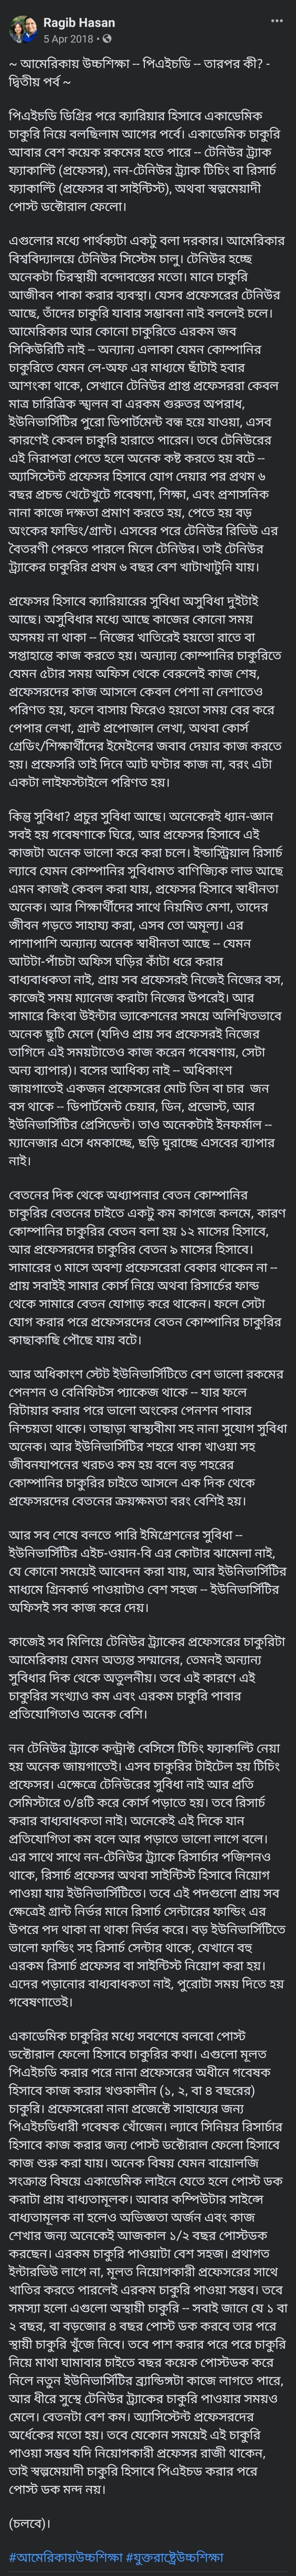 Ragib Hasan
5 Apr 2018 •
~ আমেরিকায় উচ্চশিক্ষা -- পিএইচডি -- তারপর কী? -
দ্বিতীয় পর্ব ~
পিএইচডি ডিগ্রির পরে ক্যারিয়ার হিসাবে একাডেমিক
চাকুরি নিয়ে বলছিলাম আগের পর্বে। একাডেমিক চাকুরি
আবার বেশ কয়েক রকমের হতে পারে -- টেনিউর ট্র্যাক
ফ্যাকাল্টি (প্রফেসর), নন-টেনিউর ট্র্যাক টিচিং বা রিসার্চ
ফ্যাকাল্টি (প্রফেসর বা সাইন্টিস্ট), অথবা স্বল্পমেয়াদী
পোস্ট ডক্টোরাল ফেলো।
এগুলোর মধ্যে পার্থক্যটা একটু বলা দরকার। আমেরিকার
বিশ্ববিদ্যালয়ে টেনিউর সিস্টেম চালু। টেনিউর হচ্ছে
অনেকটা চিরস্থায়ী বন্দোবস্তের মতো। মানে চাকুরি
আজীবন পাকা করার ব্যবস্থা। যেসব প্রফেসরের টেনিউর
আছে, তাঁদের চাকুরি যাবার সম্ভাবনা নাই বললেই চলে।
আমেরিকার আর কোনো চাকুরিতে এরকম জব
সিকিউরিটি নাই -- অন্যান্য এলাকা যেমন কোম্পানির
চাকুরিতে যেমন লে-অফ এর মাধ্যমে ছাঁটাই হবার
আশংকা থাকে, সেখানে টেনিউর প্রাপ্ত প্রফেসররা কেবল
মাত্র চারিত্রিক স্খলন বা এরকম গুরুতর অপরাধ,
ইউনিভার্সিটির পুরো ডিপার্টমেন্ট বন্ধ হয়ে যাওয়া, এসব
কারণেই কেবল চাকুরি হারাতে পারেন। তবে টেনিউরের
এই নিরাপত্তা পেতে হলে অনেক কষ্ট করতে হয় বটে --
অ্যাসিস্টেন্ট প্রফেসর হিসাবে যোগ দেয়ার পর প্রথম ৬
বছর প্রচন্ড খেটেখুটে গবেষণা, শিক্ষা, এবং প্রশাসনিক
নানা কাজে দক্ষতা প্রমাণ করতে হয়, পেতে হয় বড়
অংকের ফান্ডিং/গ্রান্ট। এসবের পরে টেনিউর রিভিউ এর
বৈতরণী পেরুতে পারলে মিলে টেনিউর। তাই টেনিউর
ট্র্যাকের চাকুরির প্রথম ৬ বছর বেশ খাটাখাটুনি যায়।
প্রফেসর হিসাবে ক্যারিয়ারের সুবিধা অসুবিধা দুইটাই
আছে। অসুবিধার মধ্যে আছে কাজের কোনো সময়
অসময় না থাকা -- নিজের খাতিরেই হয়তো রাতে বা
সপ্তাহান্তে কাজ করতে হয়। অন্যান্য কোম্পানির চাকুরিতে
যেমন ৫টার সময় অফিস থেকে বেরুলেই কাজ শেষ,
প্রফেসরদের কাজ আসলে কেবল পেশা না নেশাতেও
পরিণত হয়, ফলে বাসায় ফিরেও হয়তো সময় বের করে
পেপার লেখা, গ্রান্ট প্রপোজাল লেখা, অথবা কোর্স
গ্রেডিং/শিক্ষার্থীদের ইমেইলের জবাব দেয়ার কাজ করতে
হয়। প্রফেসরি তাই দিনে আট ঘণ্টার কাজ না, বরং এটা
একটা লাইফস্টাইলে পরিণত হয়।
কিন্তু সুবিধা? প্রচুর সুবিধা আছে। অনেকেরই ধ্যান-জ্ঞান
সবই হয় গবেষণাকে ঘিরে, আর প্রফেসর হিসাবে এই
কাজটা অনেক ভালো করে করা চলে। ইন্ডাস্ট্রিয়াল রিসার্চ
ল্যাবে যেমন কোম্পানির সুবিধামত বাণিজ্যিক লাভ আছে
এমন কাজই কেবল করা যায়, প্রফেসর হিসাবে স্বাধীনতা
অনেক। আর শিক্ষার্থীদের সাথে নিয়মিত মেশা, তাদের
জীবন গড়তে সাহায্য করা, এসব তো অমূল্য। এর
পাশাপাশি অন্যান্য অনেক স্বাধীনতা আছে -- যেমন
আটটা-পাঁচটা অফিস ঘড়ির কাঁটা ধরে করার
বাধ্যবাধকতা নাই, প্রায় সব প্রফেসরই নিজেই নিজের বস,
কাজেই সময় ম্যানেজ করাটা নিজের উপরেই। আর
সামারে কিংবা উইন্টার ভ্যাকেশনের সময়ে অলিখিতভাবে
অনেক ছুটি মেলে (যদিও প্রায় সব প্রফেসরই নিজের
তাগিদে এই সময়টাতেও কাজ করেন গবেষণায়, সেটা
অন্য ব্যাপার)। বসের আধিক্য নাই -- অধিকাংশ
জায়গাতেই একজন প্রফেসরের মোট তিন বা চার জন
বস থাকে -- ডিপার্টমেন্ট চেয়ার, ডিন, প্রভোস্ট, আর
ইউনিভার্সিটির প্রেসিডেন্ট। তাও অনেকটাই ইনফর্মাল --
ম্যানেজার এসে ধমকাচ্ছে, ছড়ি ঘুরাচ্ছে এসবের ব্যাপার
নাই।
বেতনের দিক থেকে অধ্যাপনার বেতন কোম্পানির
চাকুরির বেতনের চাইতে একটু কম কাগজে কলমে, কারণ
কোম্পানির চাকুরির বেতন বলা হয় ১২ মাসের হিসাবে,
আর প্রফেসরদের চাকুরির বেতন ৯ মাসের হিসাবে।
সামারের ৩ মাসে অবশ্য প্রফেসরেরা বেকার থাকেন না --
প্রায় সবাইই সামার কোর্স নিয়ে অথবা রিসার্চের ফান্ড
থেকে সামারে বেতন যোগাড় করে থাকেন। ফলে সেটা
যোগ করার পরে প্রফেসরদের বেতন কোম্পানির চাকুরির
কাছাকাছি পৌছে যায় বটে।
আর অধিকাংশ স্টেট ইউনিভার্সিটিতে বেশ ভালো রকমের
পেনশন ও বেনিফিটস প্যাকেজ থাকে -- যার ফলে
রিটায়ার করার পরে ভালো অংকের পেনশন পাবার
নিশ্চয়তা থাকে। তাছাড়া স্বাস্থ্যবীমা সহ নানা সুযোগ সুবিধা
অনেক। আর ইউনিভার্সিটির শহরে থাকা খাওয়া সহ
জীবনযাপনের খরচও কম হয় বলে বড় শহরের
কোম্পানির চাকুরির চাইতে আসলে এক দিক থেকে
প্রফেসরদের বেতনের ক্রয়ক্ষমতা বরং বেশিই হয়।
আর সব শেষে বলতে পারি ইমিগ্রেশনের সুবিধা --
ইউনিভার্সিটির এইচ-ওয়ান-বি এর কোটার ঝামেলা নাই,
যে কোনো সময়েই আবেদন করা যায়, আর ইউনিভার্সিটির
মাধ্যমে গ্রিনকার্ড পাওয়াটাও বেশ সহজ -- ইউনিভার্সিটির
অফিসই সব কাজ করে দেয়।
কাজেই সব মিলিয়ে টেনিউর ট্র্যাকের প্রফেসরের চাকুরিটা
আমেরিকায় যেমন অত্যন্ত সম্মানের, তেমনই অন্যান্য
সুবিধার দিক থেকে অতুলনীয়। তবে এই কারণে এই
চাকুরির সংখ্যাও কম এবং এরকম চাকুরি পাবার
প্রতিযোগিতাও অনেক বেশি।
নন টেনিউর ট্র্যাকে কন্ট্রাক্ট বেসিসে টিচিং ফ্যাকাল্টি নেয়া
হয় অনেক জায়গাতেই। এসব চাকুরির টাইটেল হয় টিচিং
প্রফেসর। এক্ষেত্রে টেনিউরের সুবিধা নাই আর প্রতি
সেমিস্টারে ৩/৪টি করে কোর্স পড়াতে হয়। তবে রিসার্চ
করার বাধ্যবাধকতা নাই। অনেকেই এই দিকে যান
প্রতিযোগিতা কম বলে আর পড়াতে ভালো লাগে বলে।
এর সাথে সাথে নন-টেনিউর ট্র্যাকে রিসার্চার পজিশনও
থাকে, রিসার্চ প্রফেসর অথবা সাইন্টিস্ট হিসাবে নিয়োগ
পাওয়া যায় ইউনিভার্সিটিতে। তবে এই পদগুলো প্রায় সব
ক্ষেত্রেই গ্রান্ট নির্ভর মানে রিসার্চ সেন্টারের ফান্ডিং এর
উপরে পদ থাকা না থাকা নির্ভর করে। বড় ইউনিভার্সিটিতে
ভালো ফান্ডিং সহ রিসার্চ সেন্টার থাকে, যেখানে বহু
এরকম রিসার্চ প্রফেসর বা সাইন্টিস্ট নিয়োগ করা হয়।
এদের পড়ানোর বাধ্যবাধকতা নাই, পুরোটা সময় দিতে হয়
গবেষণাতেই।
একাডেমিক চাকুরির মধ্যে সবশেষে বলবো পোস্ট
ডক্টোরাল ফেলো হিসাবে চাকুরির কথা। এগুলো মূলত
পিএইচডি করার পরে নানা প্রফেসরের অধীনে গবেষক
হিসাবে কাজ করার খণ্ডকালীন (১, ২, বা ৪ বছরের)
চাকুরি। প্রফেসরেরা নানা প্রজেক্টে সাহায্যের জন্য
পিএইচডিধারী গবেষক খোঁজেন। ল্যাবে সিনিয়র রিসার্চার
হিসাবে কাজ করার জন্য পোস্ট ডক্টোরাল ফেলো হিসাবে
কাজ শুরু করা যায়। অনেক বিষয় যেমন বায়োলজি
সংক্রান্ত বিষয়ে একাডেমিক লাইনে যেতে হলে পোস্ট ডক
করাটা প্রায় বাধ্যতামূলক। আবার কম্পিউটার সাইন্সে
বাধ্যতামূলক না হলেও অভিজ্ঞতা অর্জন এবং কাজ
শেখার জন্য অনেকেই আজকাল ১/২ বছর পোস্টডক
করছেন। এরকম চাকুরি পাওয়াটা বেশ সহজ। প্রথাগত
ইন্টারভিউ লাগে না, মূলত নিয়োগকারী প্রফেসরের সাথে
খাতির করতে পারলেই এরকম চাকুরি পাওয়া সম্ভব। তবে
সমস্যা হলো এগুলো অস্থায়ী চাকুরি -- সবাই জানে যে ১ বা
২ বছর, বা বড়জোর ৪ বছর পোস্ট ডক করবে তার পরে
স্থায়ী চাকুরি খুঁজে নিবে। তবে পাশ করার পরে পরে চাকুরি
নিয়ে মাথা ঘামাবার চাইতে বছর কয়েক পোস্টডক করে
নিলে নতুন ইউনিভার্সিটির ব্র্যান্ডিংটা কাজে লাগতে পারে,
আর ধীরে সুস্থে টেনিউর ট্র্যাকের চাকুরি পাওয়ার সময়ও
মেলে। বেতনটা বেশ কম। অ্যাসিস্টেন্ট প্রফেসরদের
অর্ধেকের মতো হয়। তবে যেকোন সময়েই এই চাকুরি
পাওয়া সম্ভব যদি নিয়োগকারী প্রফেসর রাজী থাকেন,
তাই স্বল্পমেয়াদী চাকুরি হিসাবে পিএইচড করার পরে
পোস্ট ডক মন্দ নয়।
(চলবে)।
#আমেরিকায়উচ্চশিক্ষা #যুক্তরাষ্ট্রেউচ্চশিক্ষা